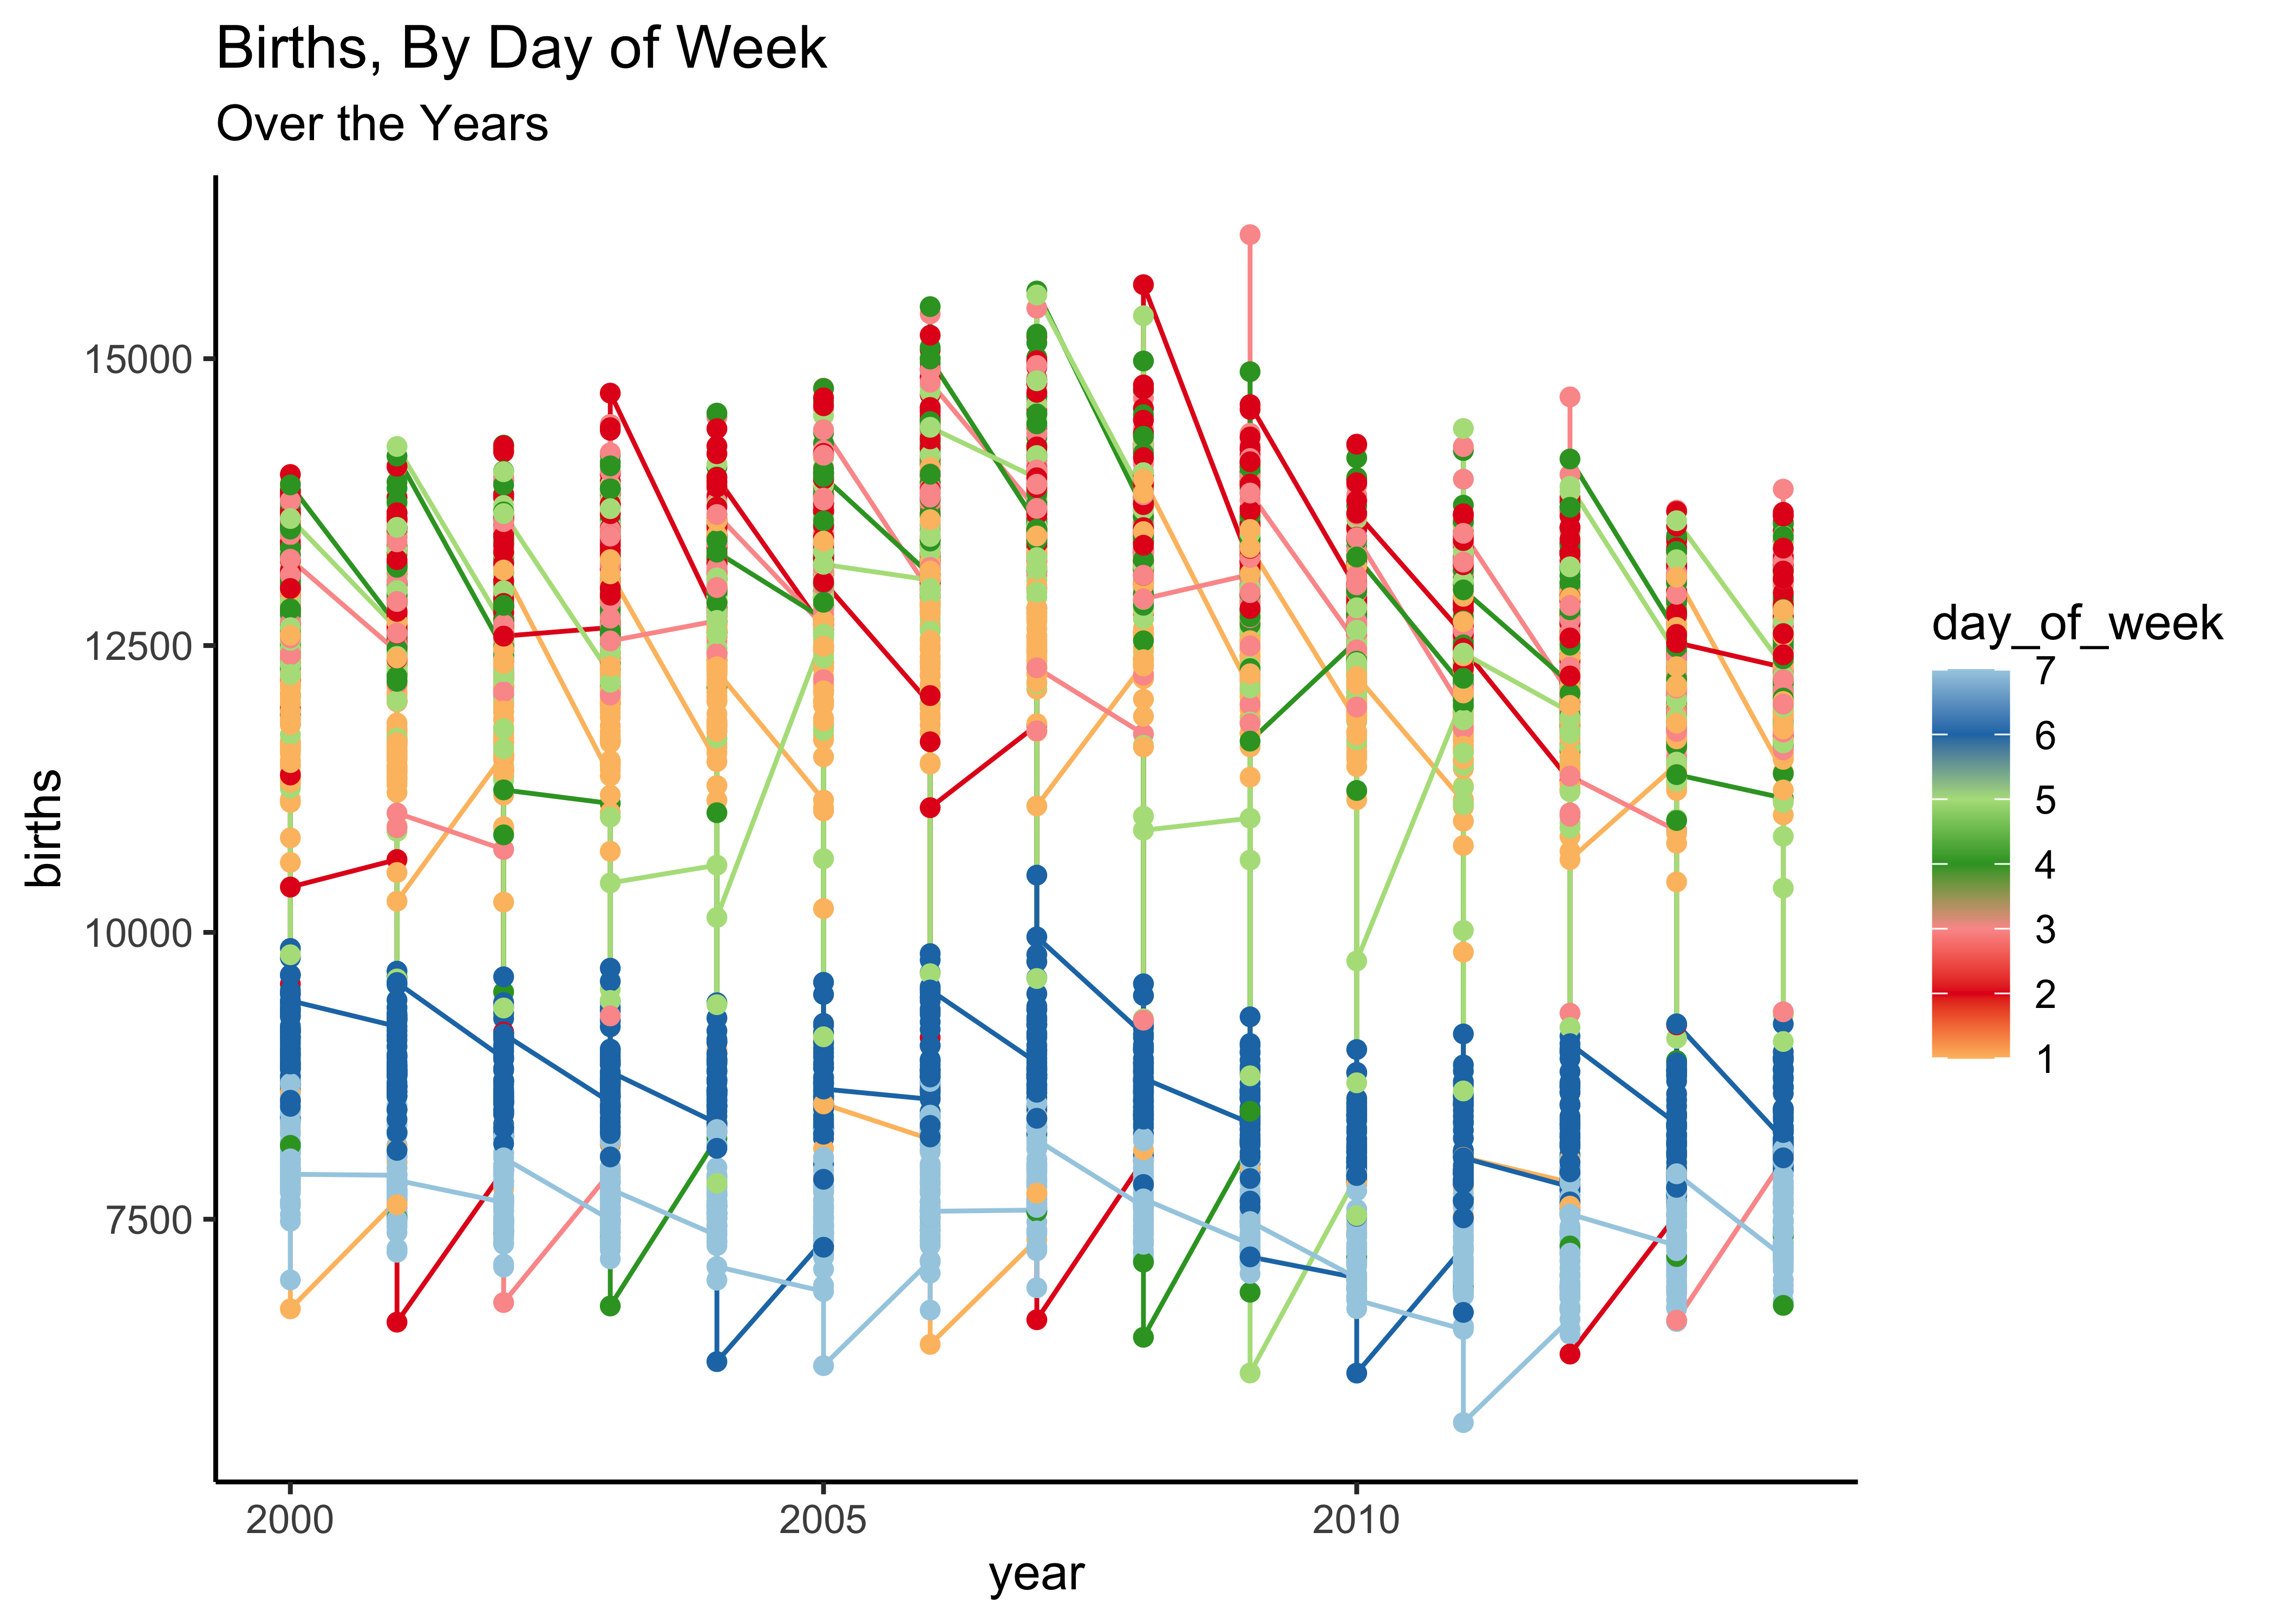 Births, By Day of Week
Over the Years
births
15000
12500
10000
7500
2000
2005
2010
year
day_of_week
7
6
5
4
3
2
1